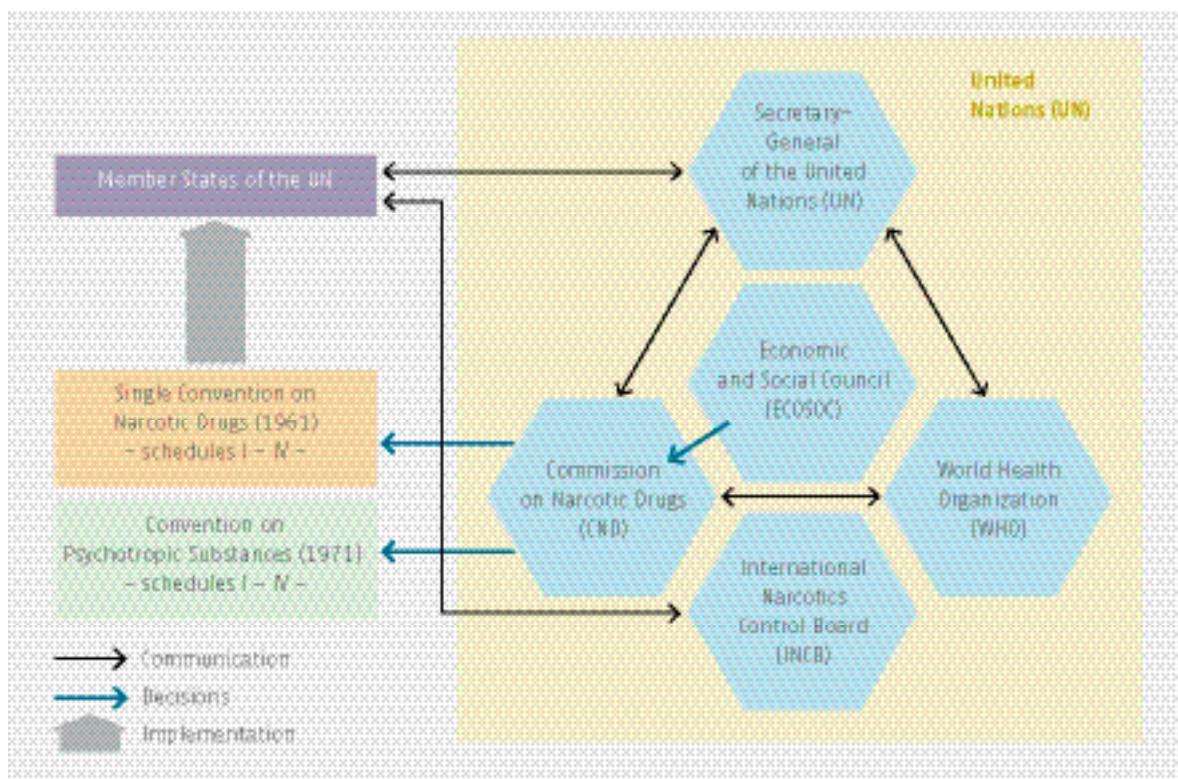 United
Nations (UN)
Secretary-
General
of the United
Nations (UN)
Member States of the UN
Economic
and Social Council
(ECOSOC)
Single Convention on
Narcotic Drugs (1961)
– schedules I – IV –
Commission
on Narcotic Drugs
(CND)
World Health
Organization
(WHO)
Convention on
Psychotropic Substances (1971)
– schedules I – IV –
International
Narcotics
Control Board
(INCB)
Communication
Decisions
Implementation